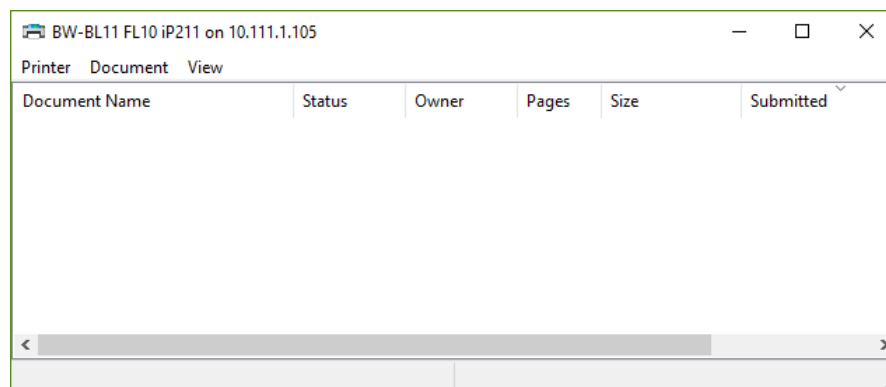 BW-BL11 FL10 iP211 on 10.111.1.105
Printer Document View
Document Name Status Owner Pages Size Submitted